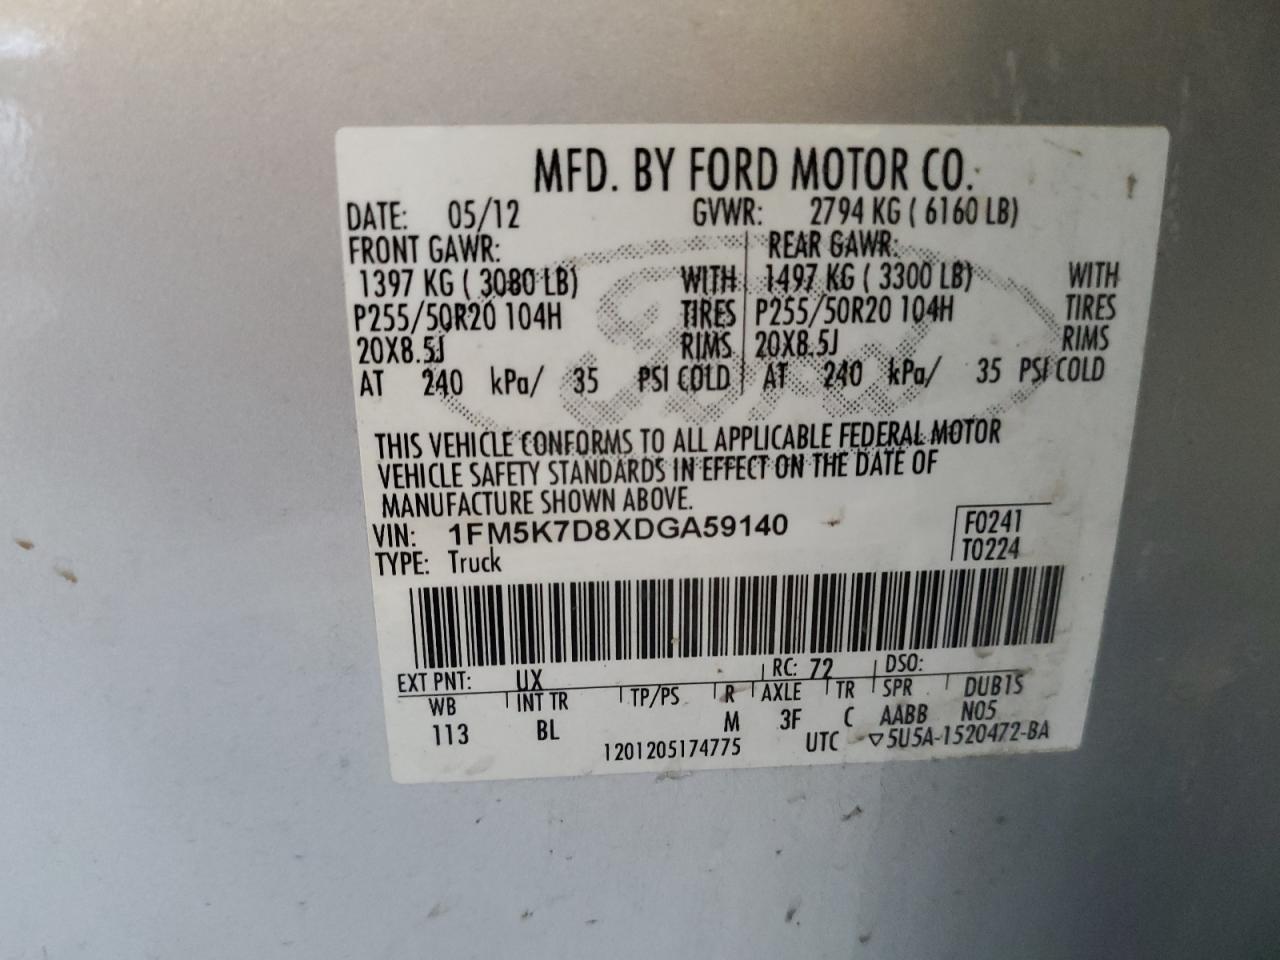 MFD. BY FORD MOTOR CO.
DATE: 05/12 GVWR: 2794 KG ( 6160 LB)
FRONT GAWR: REAR GAWR:
1397 KG ( 3080 LB) WITH 1497 KG ( 3300 LB) WITH
P255/50R20 104H TIRES P255/50R20 104H TIRES
20X8.5J RIMS 20X8.5J RIMS
AT 240 kPa/ 35 PSI COLD AT 240 kPa/ 35 PSI COLD
THIS VEHICLE CONFORMS TO ALL APPLICABLE FEDERAL MOTOR
VEHICLE SAFETY STANDARDS IN EFFECT ON THE DATE OF
MANUFACTURE SHOWN ABOVE.
VIN: 1FM5K7D8XDGA59140 F0241
TYPE: Truck T0224
EXT PNT: UX RC: 72 DSO:
WB INT TR TP/PS R AXLE TR SPR DUB1S
113 BL M 3F C AABB N05
1201205174775 UTC ▽5U5A-1520472-BA
Ford